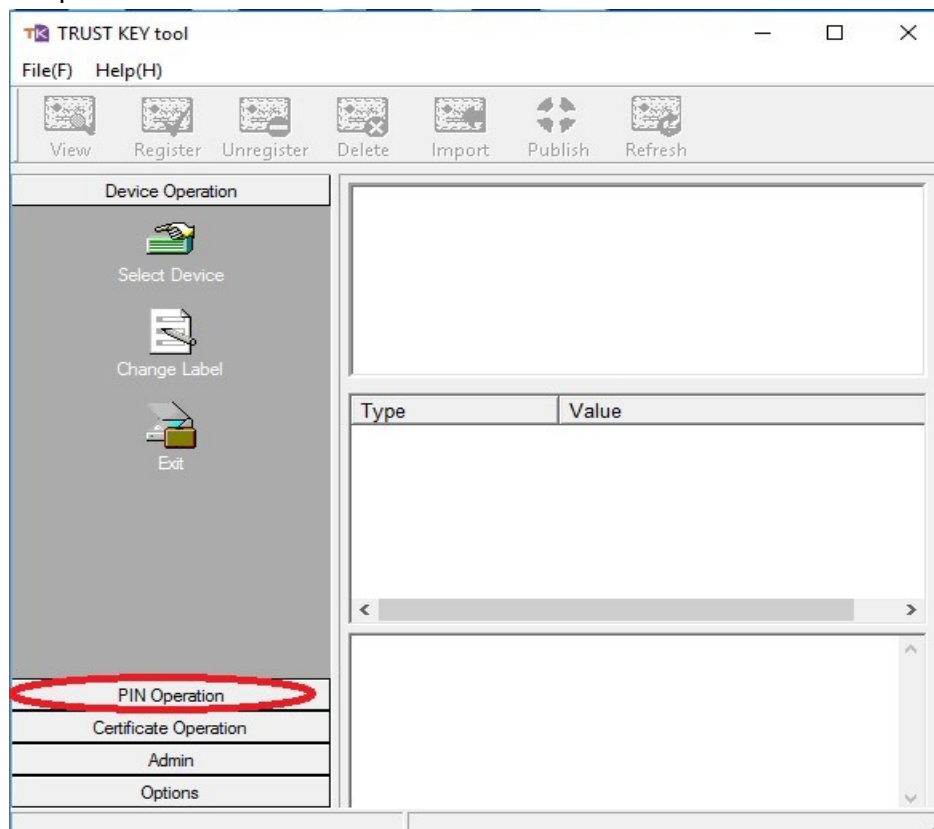 TK TRUST KEY tool
File(F) Help(H)
View Register Unregister Delete Import Publish Refresh
Device Operation
Select Device
Change Label
Exit
Type Value
PIN Operation
Certificate Operation
Admin
Options